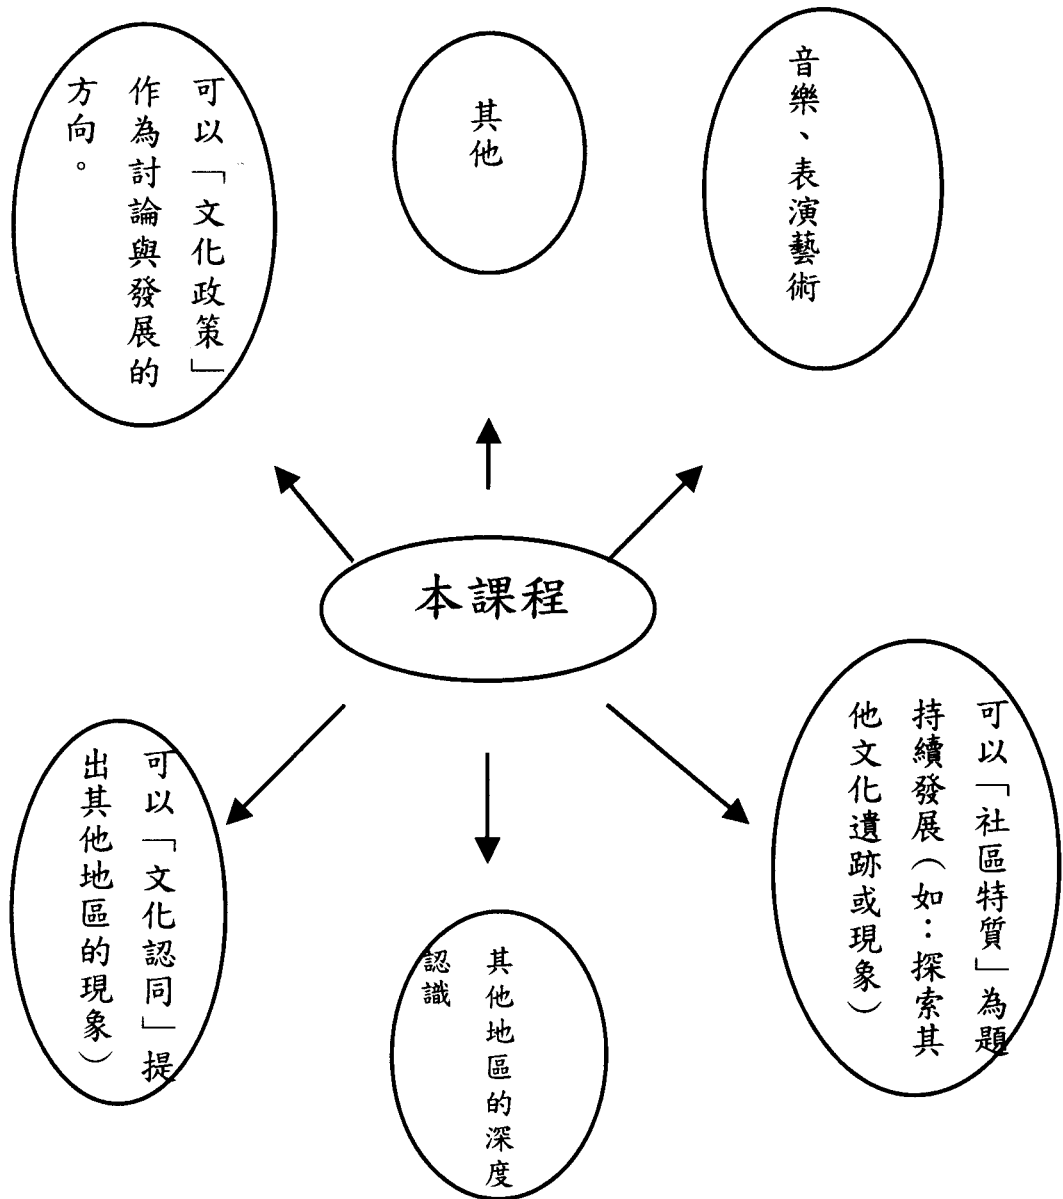 可以「文化政策」
作為討論與發展的
方向。
其他
音樂、表演藝術
本課程
可以「文化認同」提
出其他地區的現象）
其他地區的深度
認識
可以「社區特質」為題
持續發展（如：探索其
他文化遺跡或現象）